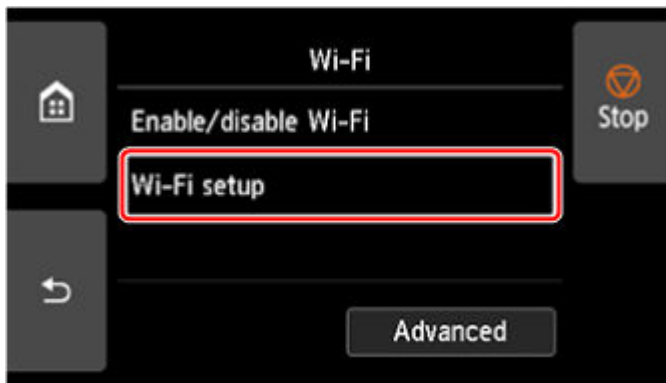 Wi-Fi
Enable/disable Wi-Fi
Stop
Wi-Fi setup
Advanced